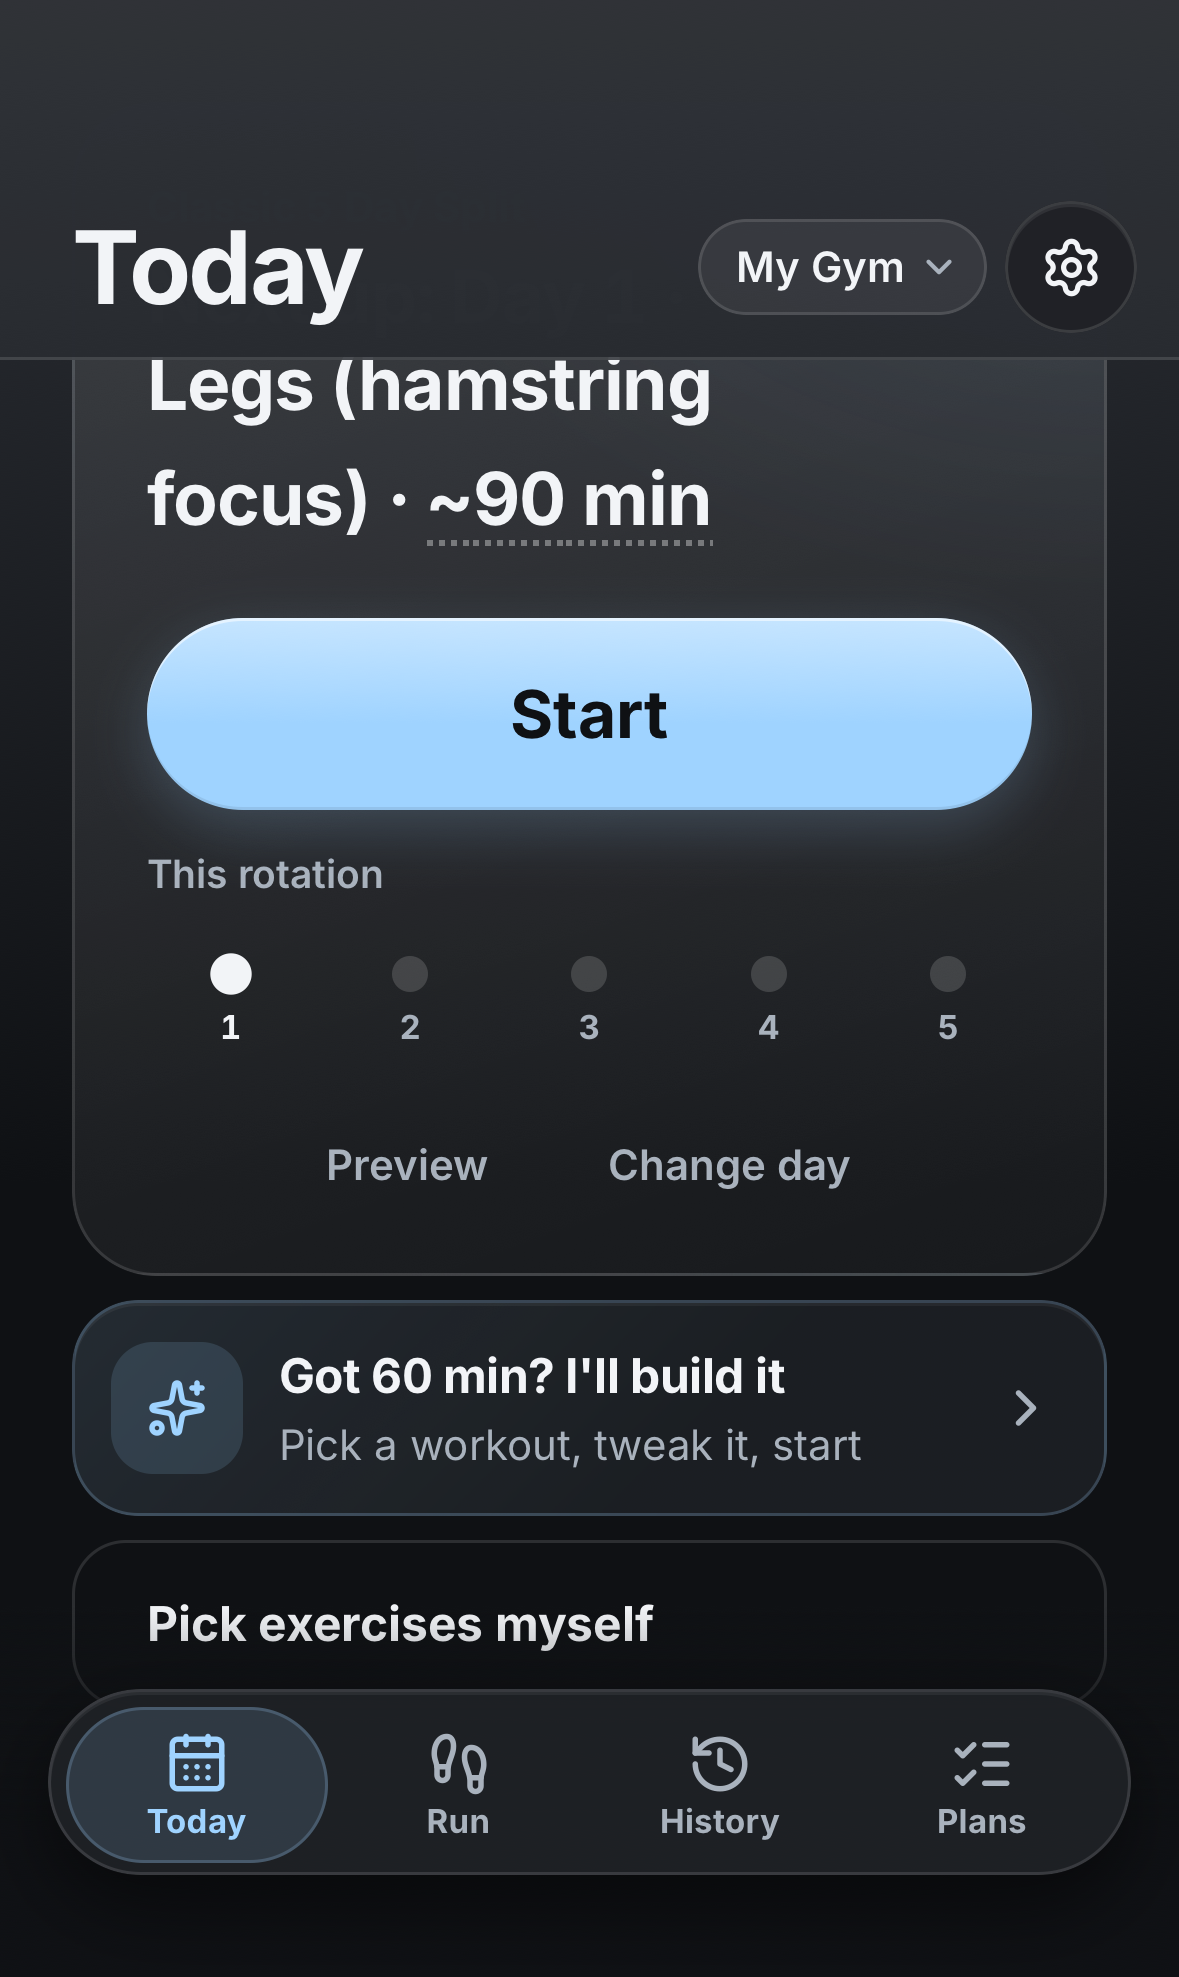 Today
My Gym
Legs (hamstring
focus) · ~90 min
Start
This rotation
1
2
3
4
5
Preview
Change day
Got 60 min? I'll build it
Pick a workout, tweak it, start
Pick exercises myself
Today
Run
History
Plans